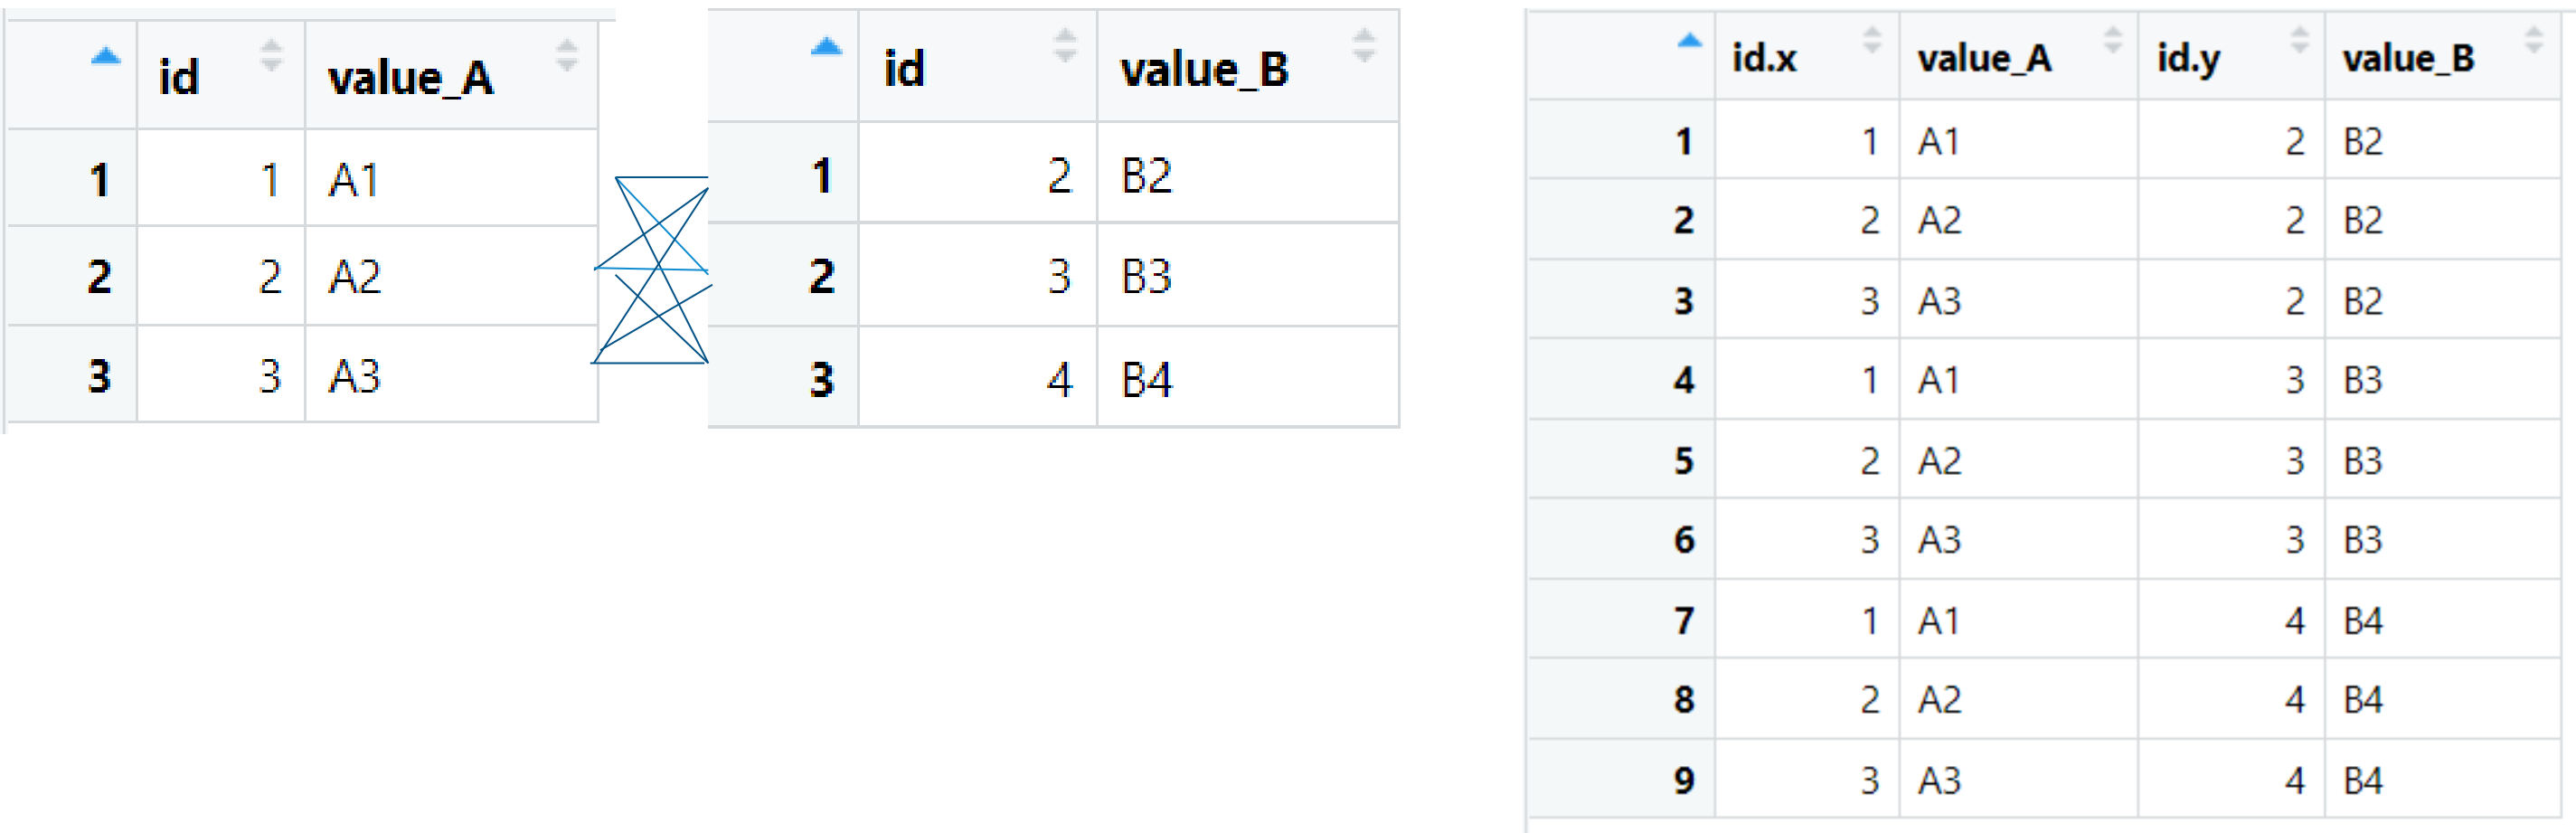 id value_A
1 1 A1
2 2 A2
3 3 A3
id value_B
1 2 B2
2 3 B3
3 4 B4
id.x value_A id.y value_B
1 1 A1 2 B2
2 2 A2 2 B2
3 3 A3 2 B2
4 1 A1 3 B3
5 2 A2 3 B3
6 3 A3 3 B3
7 1 A1 4 B4
8 2 A2 4 B4
9 3 A3 4 B4